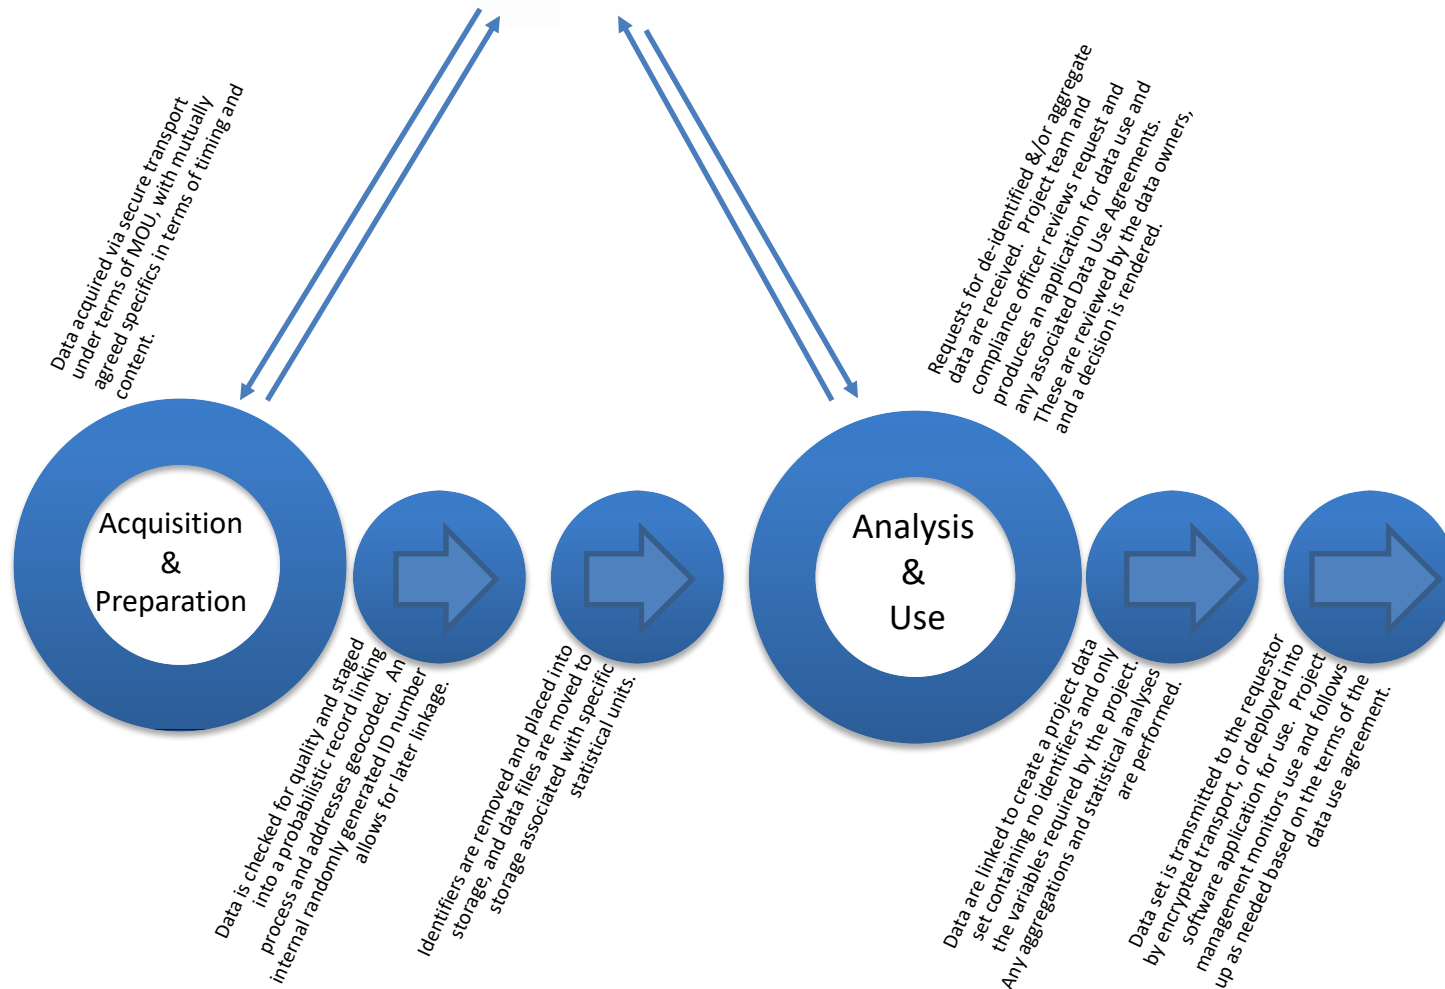 Data acquired via secure transport
under terms of MOU, with mutually
agreed specifics in terms of timing and
content.
Requests for de-identified &/or aggregate
data are received.  Project team and
compliance officer reviews request and
produces an application for data use and
any associated Data Use Agreements.
These are reviewed by the data owners,
and a decision is rendered.
Acquisition
&
Preparation
Analysis
&
Use
Data is checked for quality and staged
into a probabilistic record linking
process and addresses geocoded.  An
internal randomly generated ID number
allows for later linkage.
Identifiers are removed and placed into
storage, and data files are moved to
storage associated with specific
statistical units.
Data are linked to create a project data
set containing no identifiers and only
the variables required by the project.
Any aggregations and statistical analyses
are performed.
Data set is transmitted to the requestor
by encrypted transport, or deployed into
software application for use.  Project
management monitors use and follows
up as needed based on the terms of the
data use agreement.